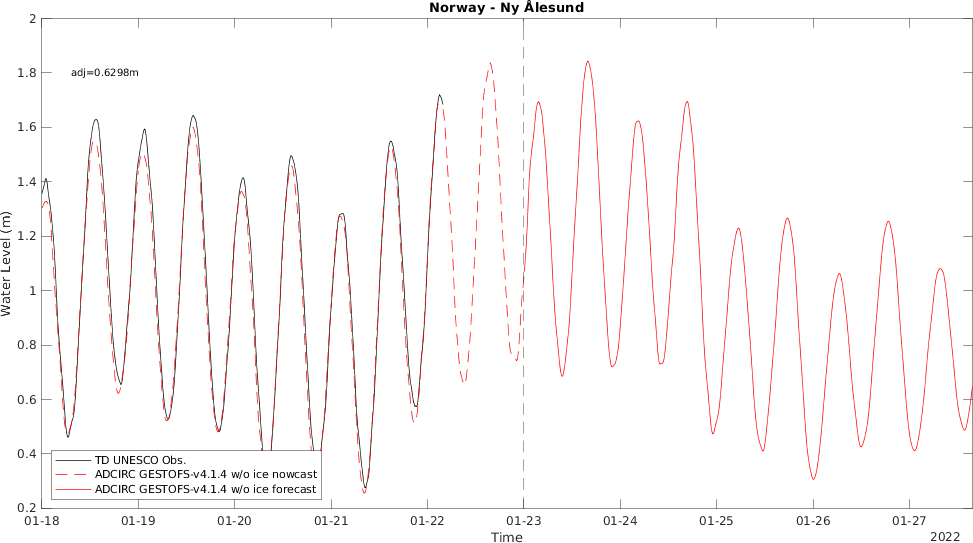 Norway - Ny Ålesund
2
1.8
1.6
1.4
1.2
1
0.8
0.6
0.4
0.2
Water Level (m)
adj=0.6298m
TD UNESCO Obs.
ADCIRC GESTOFS-v4.1.4 w/o ice nowcast
ADCIRC GESTOFS-v4.1.4 w/o ice forecast
01-18 01-19 01-20 01-21 01-22 01-23 01-24 01-25 01-26 01-27
Time
2022